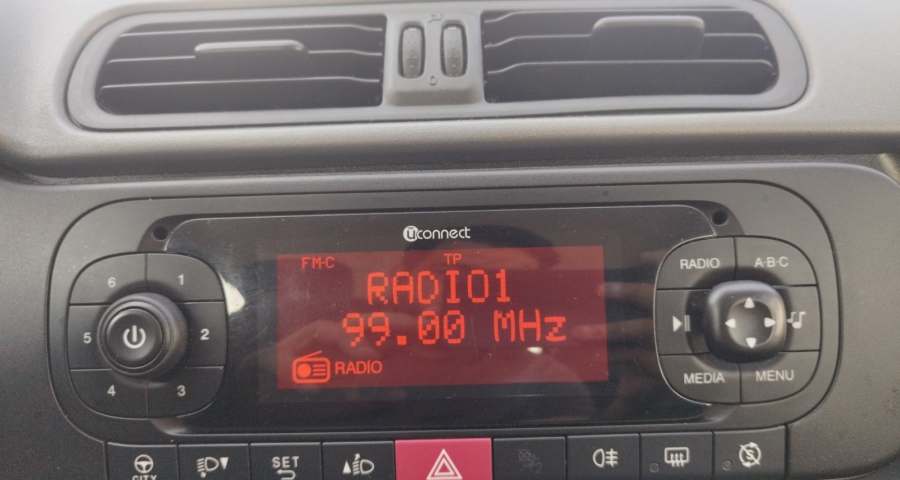 uconnect
FM-C TP
RADIO1
99.00 MHz
RADIO
6 1
5 2
4 3
RADIO A·B·C
MEDIA MENU
CITY
SET